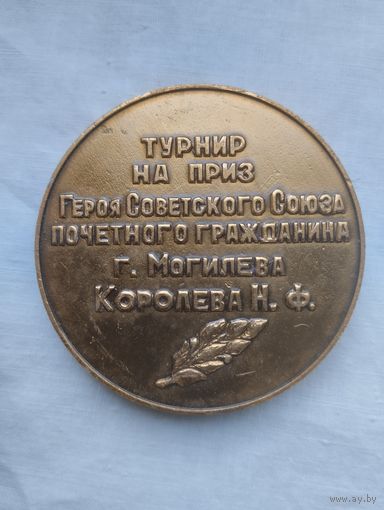 ТУРНИР
НА ПРИЗ
ГЕРОЯ СОВЕТСКОГО СОЮЗА
ПОЧЕТНОГО ГРАЖДАНИНА
г. МОГИЛЕВА
КОРОЛЕВА Н. Ф.
www.ay.by